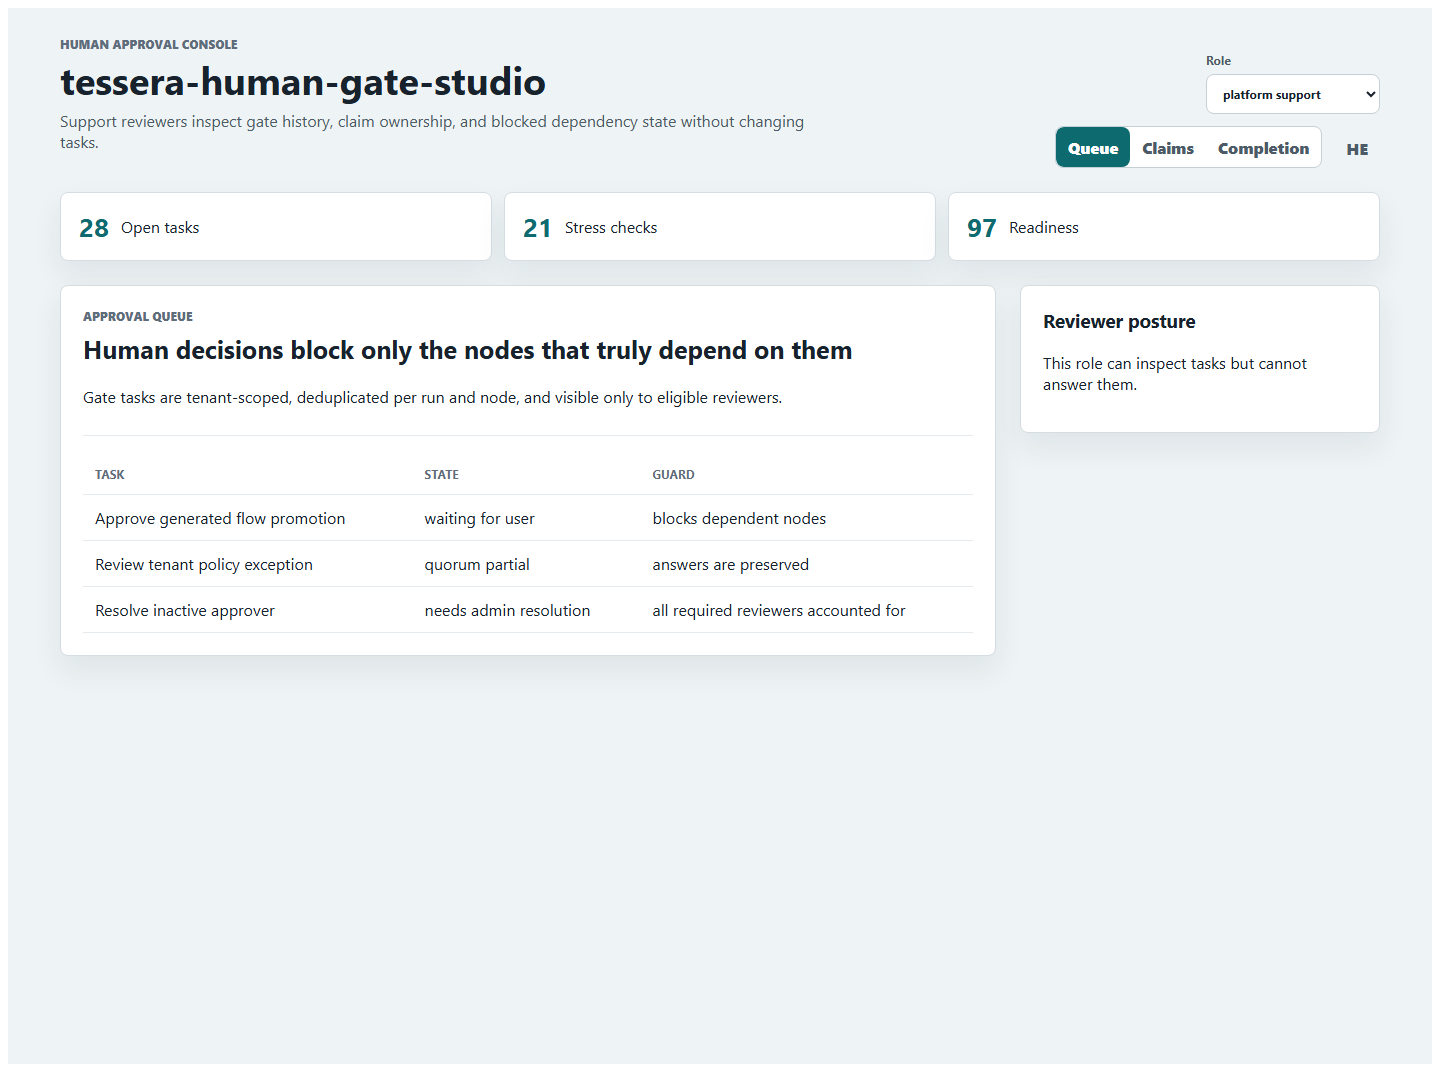 HUMAN APPROVAL CONSOLE
tessera-human-gate-studio
Support reviewers inspect gate history, claim ownership, and blocked dependency state without changing
tasks.
Role
platform support
Queue Claims Completion HE
28 Open tasks
21 Stress checks
97 Readiness
APPROVAL QUEUE
Human decisions block only the nodes that truly depend on them
Gate tasks are tenant-scoped, deduplicated per run and node, and visible only to eligible reviewers.
TASK STATE GUARD
Approve generated flow promotion waiting for user blocks dependent nodes
Review tenant policy exception quorum partial answers are preserved
Resolve inactive approver needs admin resolution all required reviewers accounted for
Reviewer posture
This role can inspect tasks but cannot
answer them.